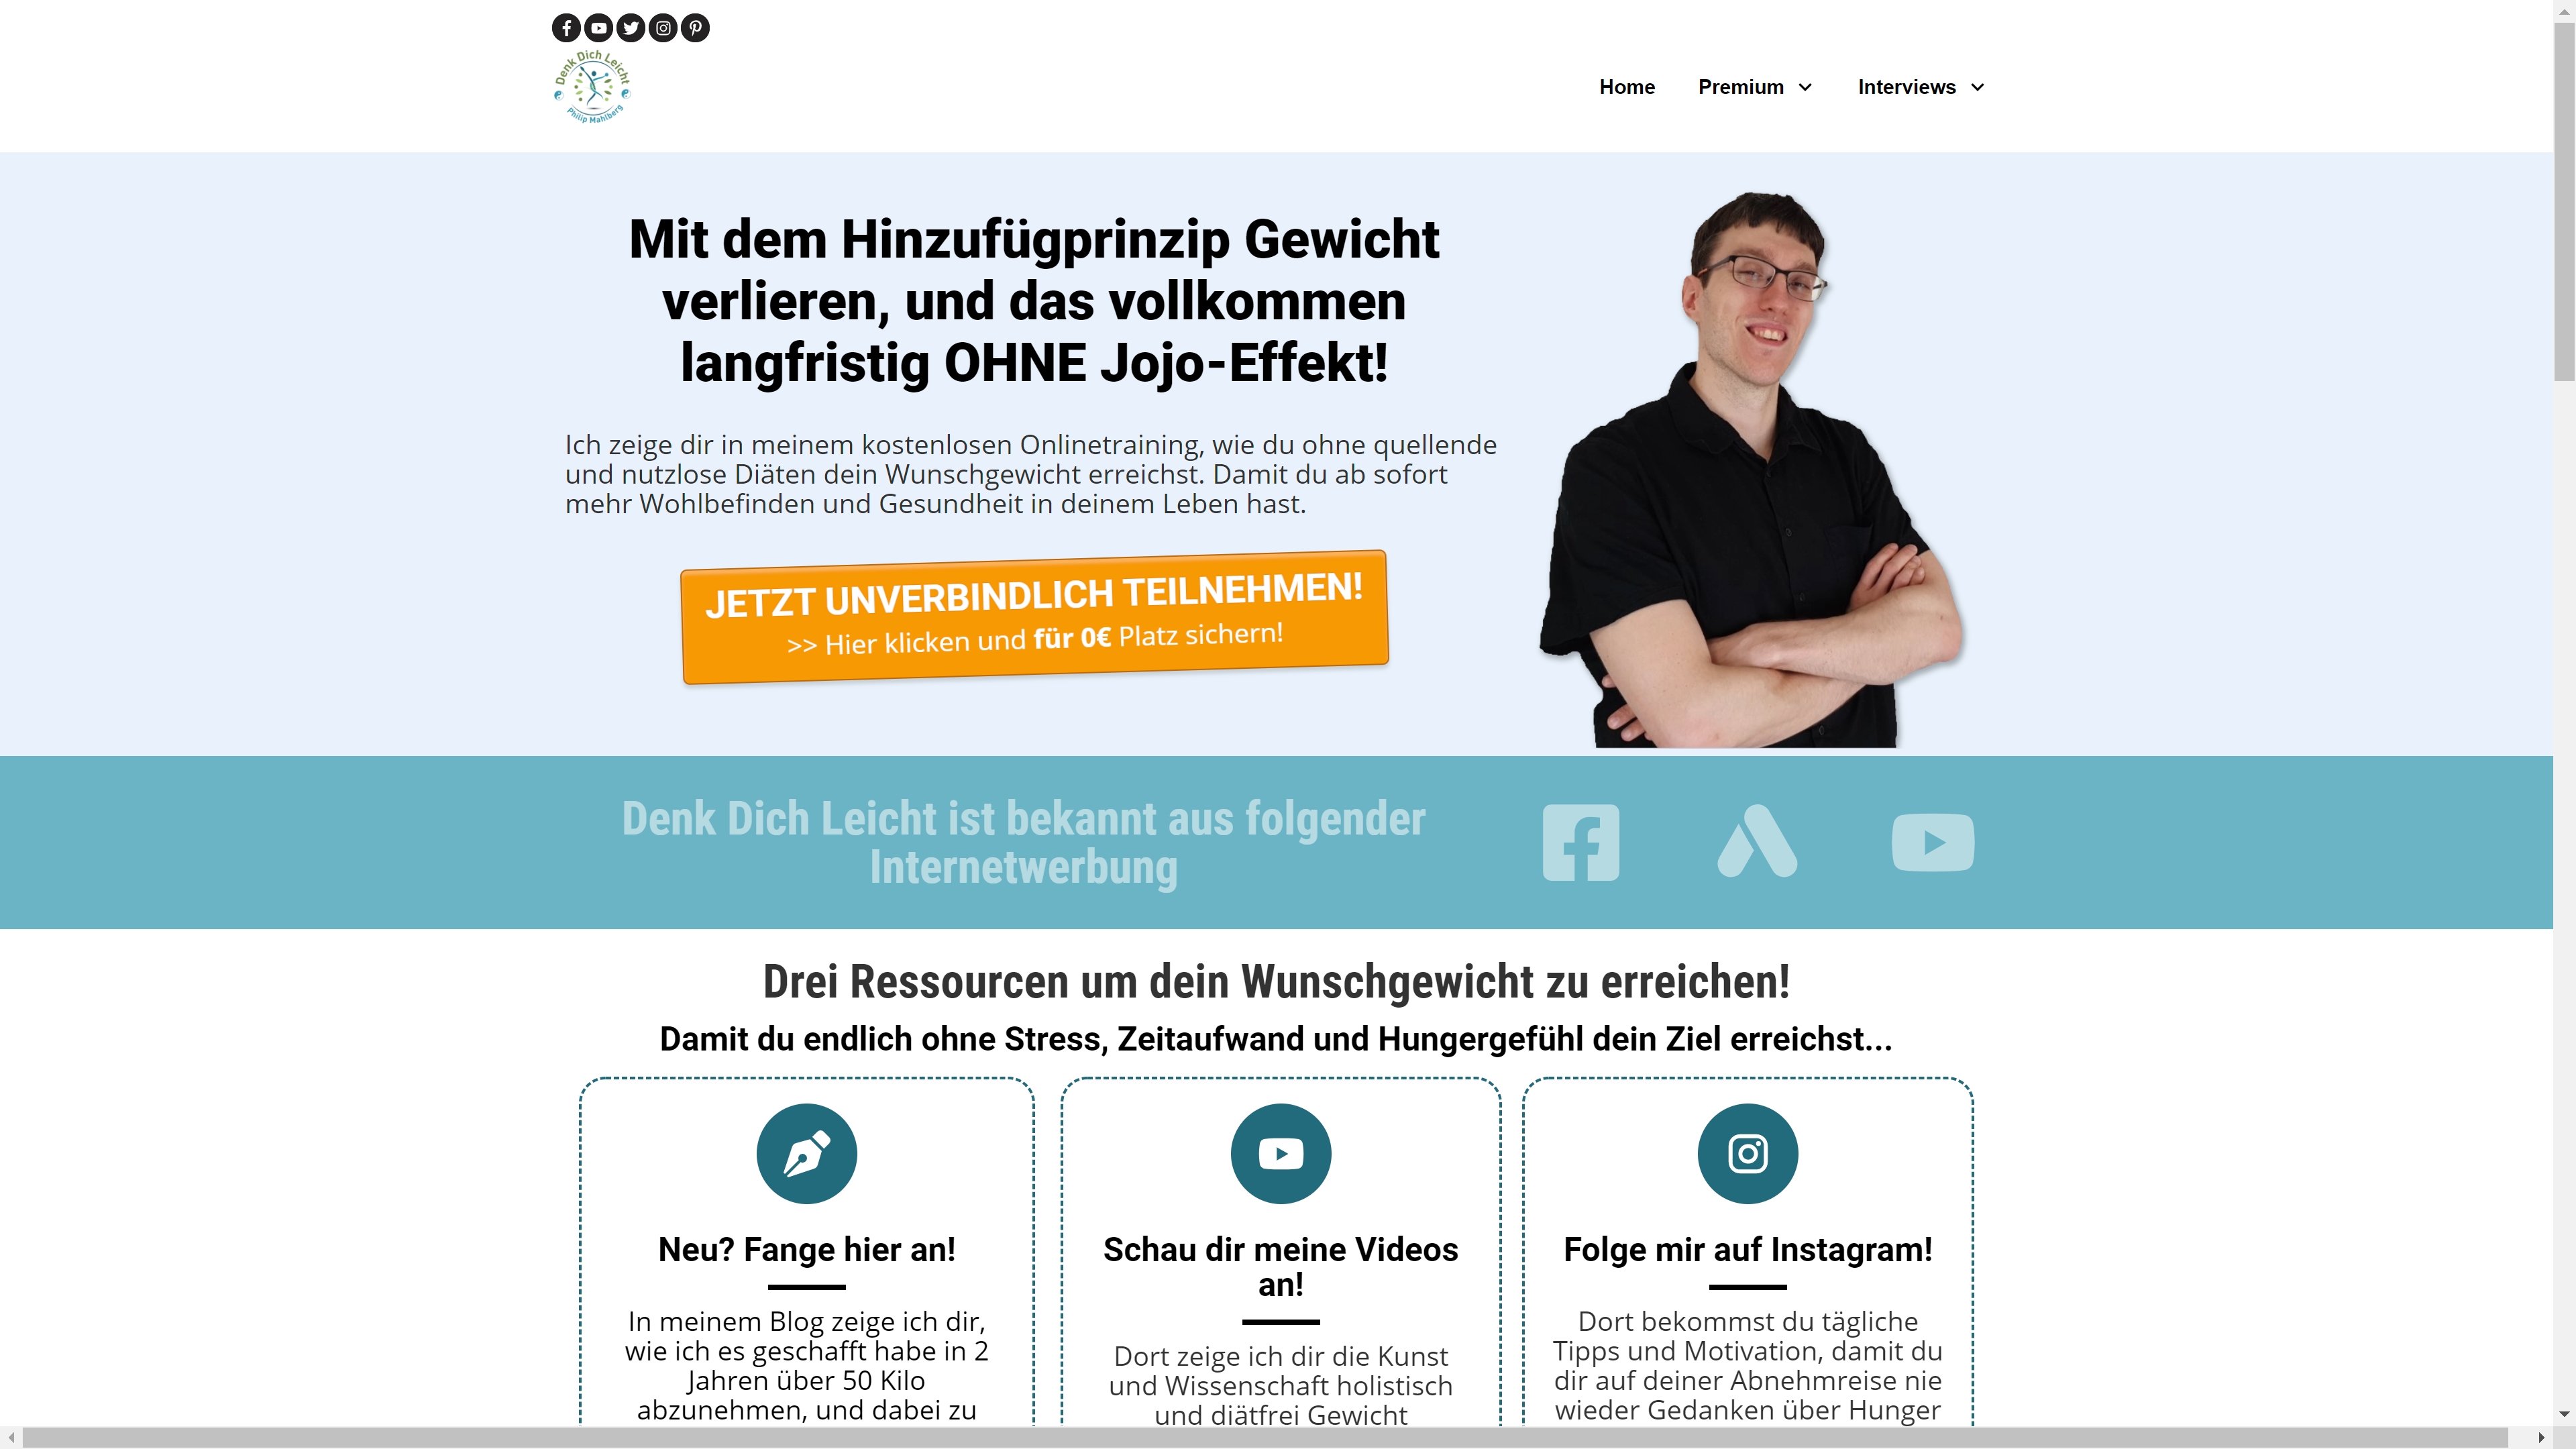 Denk Dich Leicht
Philip Mahlberg
Home
Premium
Interviews
Mit dem Hinzufügprinzip Gewicht
verlieren, und das vollkommen
langfristig OHNE Jojo-Effekt!
Ich zeige dir in meinem kostenlosen Onlinetraining, wie du ohne quellende
und nutzlose Diäten dein Wunschgewicht erreichst. Damit du ab sofort
mehr Wohlbefinden und Gesundheit in deinem Leben hast.
JETZT UNVERBINDLICH TEILNEHMEN!
>> Hier klicken und für 0€ Platz sichern!
Denk Dich Leicht ist bekannt aus folgender
Internetwerbung
Drei Ressourcen um dein Wunschgewicht zu erreichen!
Damit du endlich ohne Stress, Zeitaufwand und Hungergefühl dein Ziel erreichst...
Neu? Fange hier an!
In meinem Blog zeige ich dir,
wie ich es geschafft habe in 2
Jahren über 50 Kilo
abzunehmen, und dabei zu
Schau dir meine Videos
an!
Dort zeige ich dir die Kunst
und Wissenschaft holistisch
und diätfrei Gewicht
Folge mir auf Instagram!
Dort bekommst du tägliche
Tipps und Motivation, damit du
dir auf deiner Abnehmreise nie
wieder Gedanken über Hunger